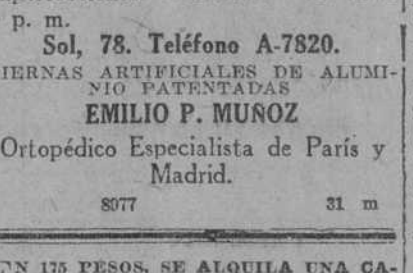 p. m.
Sol, 78. Teléfono A-7820.
IERNAS ARTIFICIALES DE ALUMI-
NIO PATENTADAS
EMILIO P. MUÑOZ
Ortopédico Especialista de París y
Madrid.
8977 31 m
EN 175 PESOS, SE ALQUILA UNA CA-